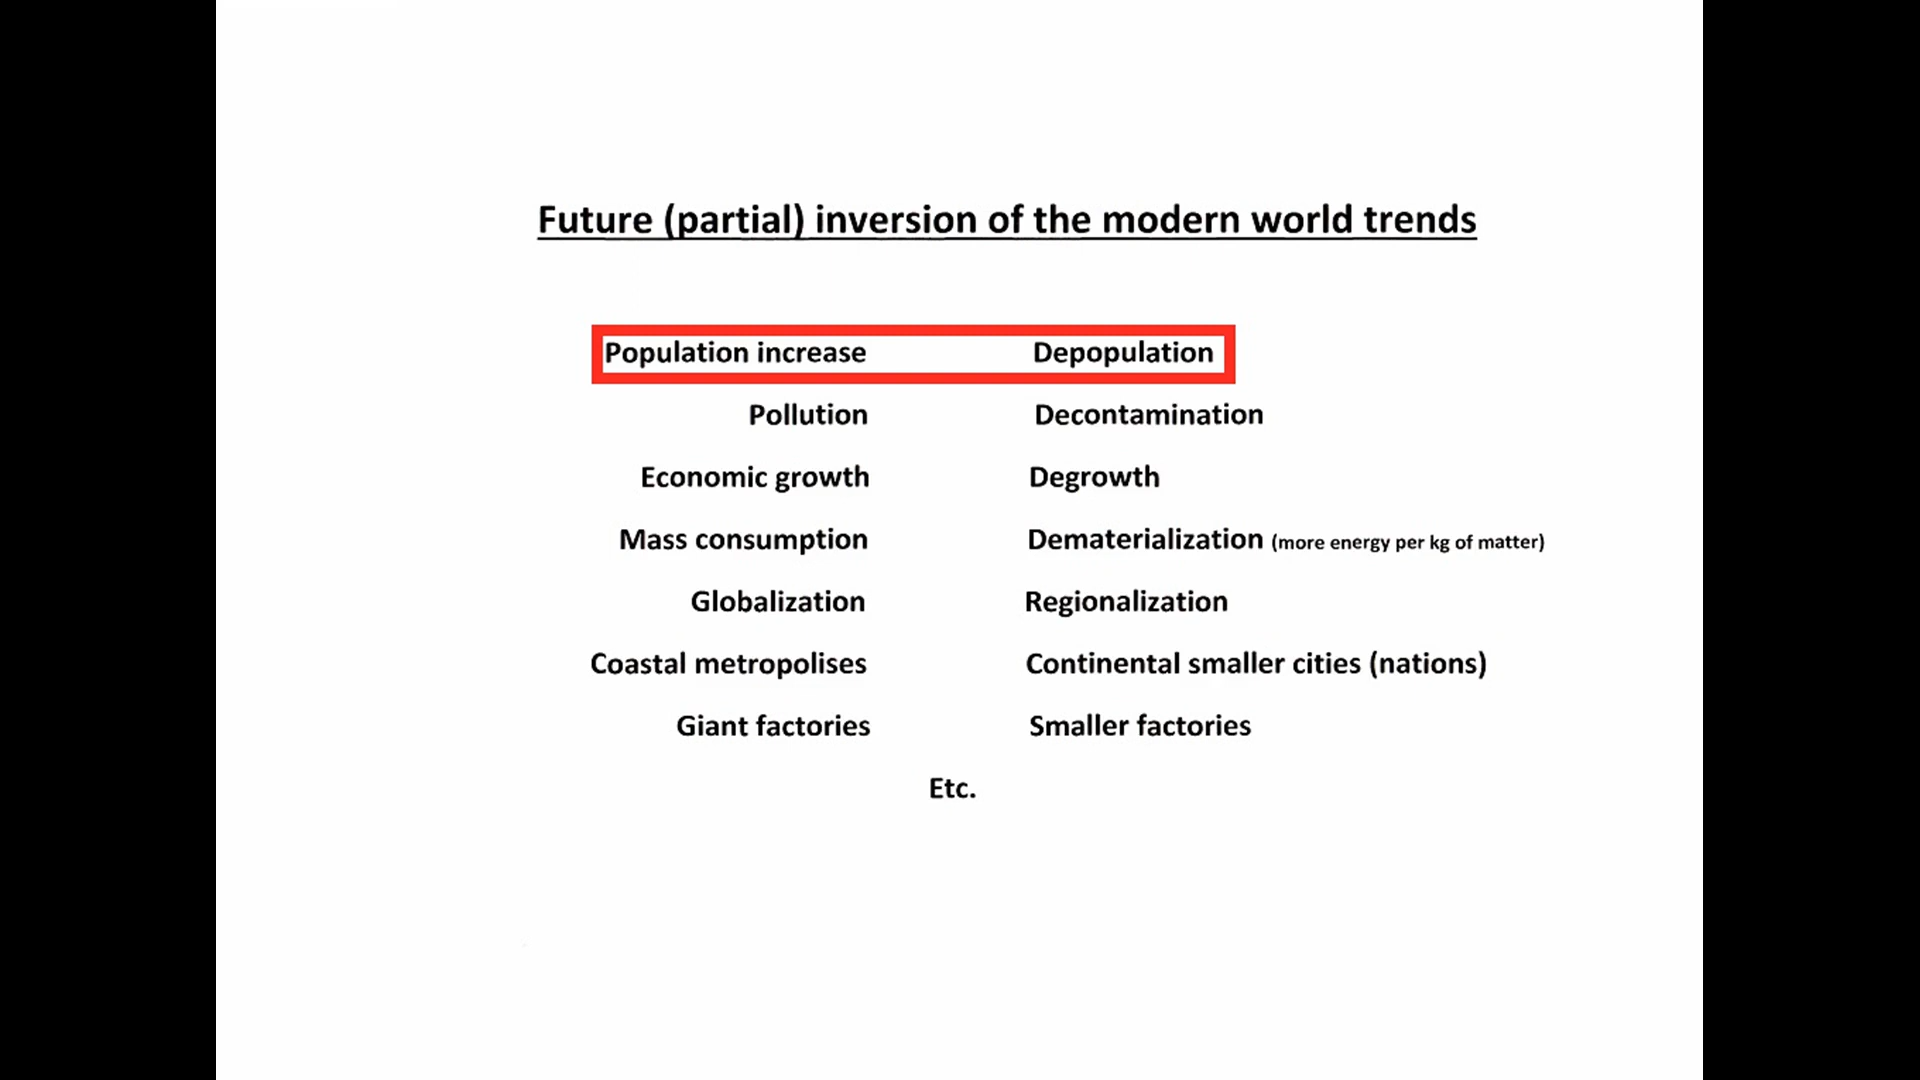 Future (partial) inversion of the modern world trends
Population increase Depopulation
Pollution Decontamination
Economic growth Degrowth
Mass consumption Dematerialization (more energy per kg of matter)
Globalization Regionalization
Coastal metropolises Continental smaller cities (nations)
Giant factories Smaller factories
Etc.